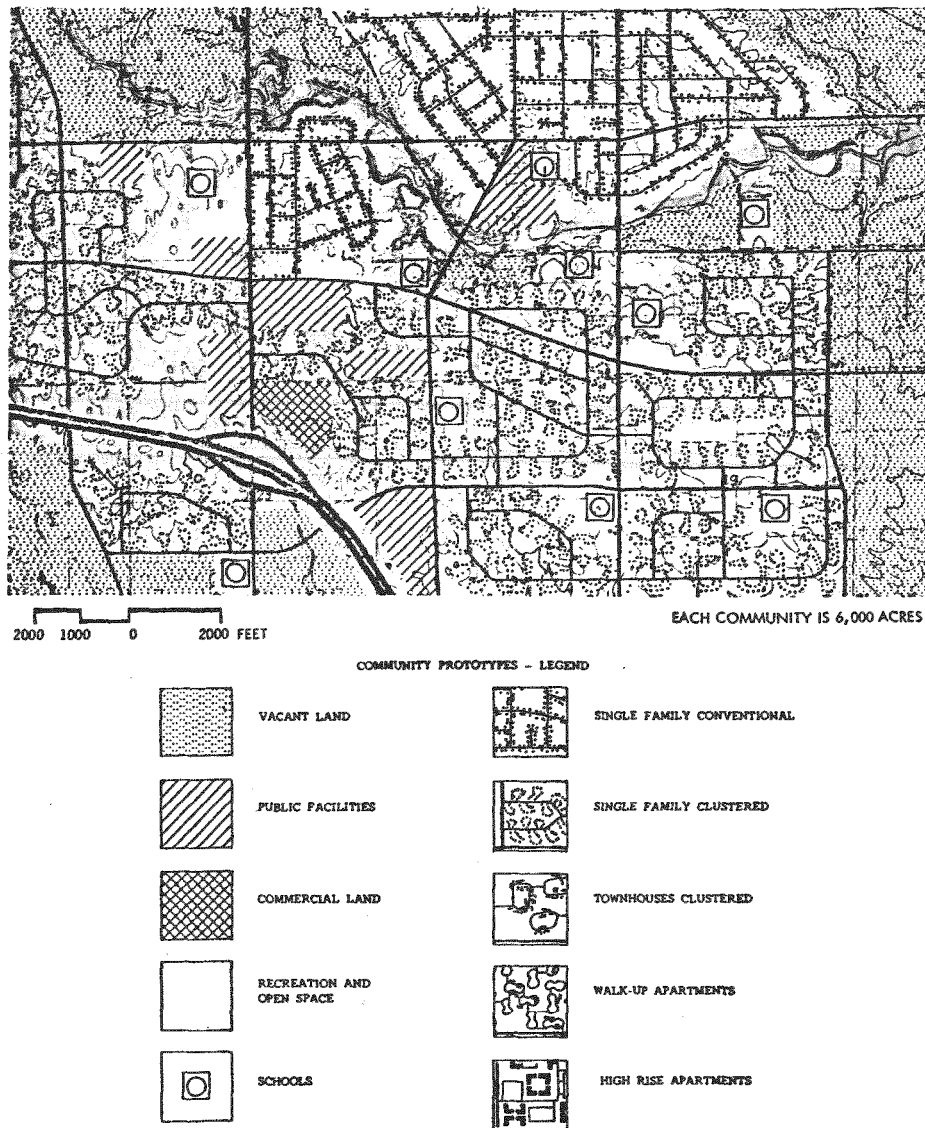 2000 1000 0 2000 FEET
EACH COMMUNITY IS 6,000 ACRES
COMMUNITY PROTOTYPES - LEGEND
VACANT LAND
SINGLE FAMILY CONVENTIONAL
PUBLIC FACILITIES
SINGLE FAMILY CLUSTERED
COMMERCIAL LAND
TOWNHOUSES CLUSTERED
RECREATION AND
OPEN SPACE
WALK-UP APARTMENTS
SCHOOLS
HIGH RISE APARTMENTS